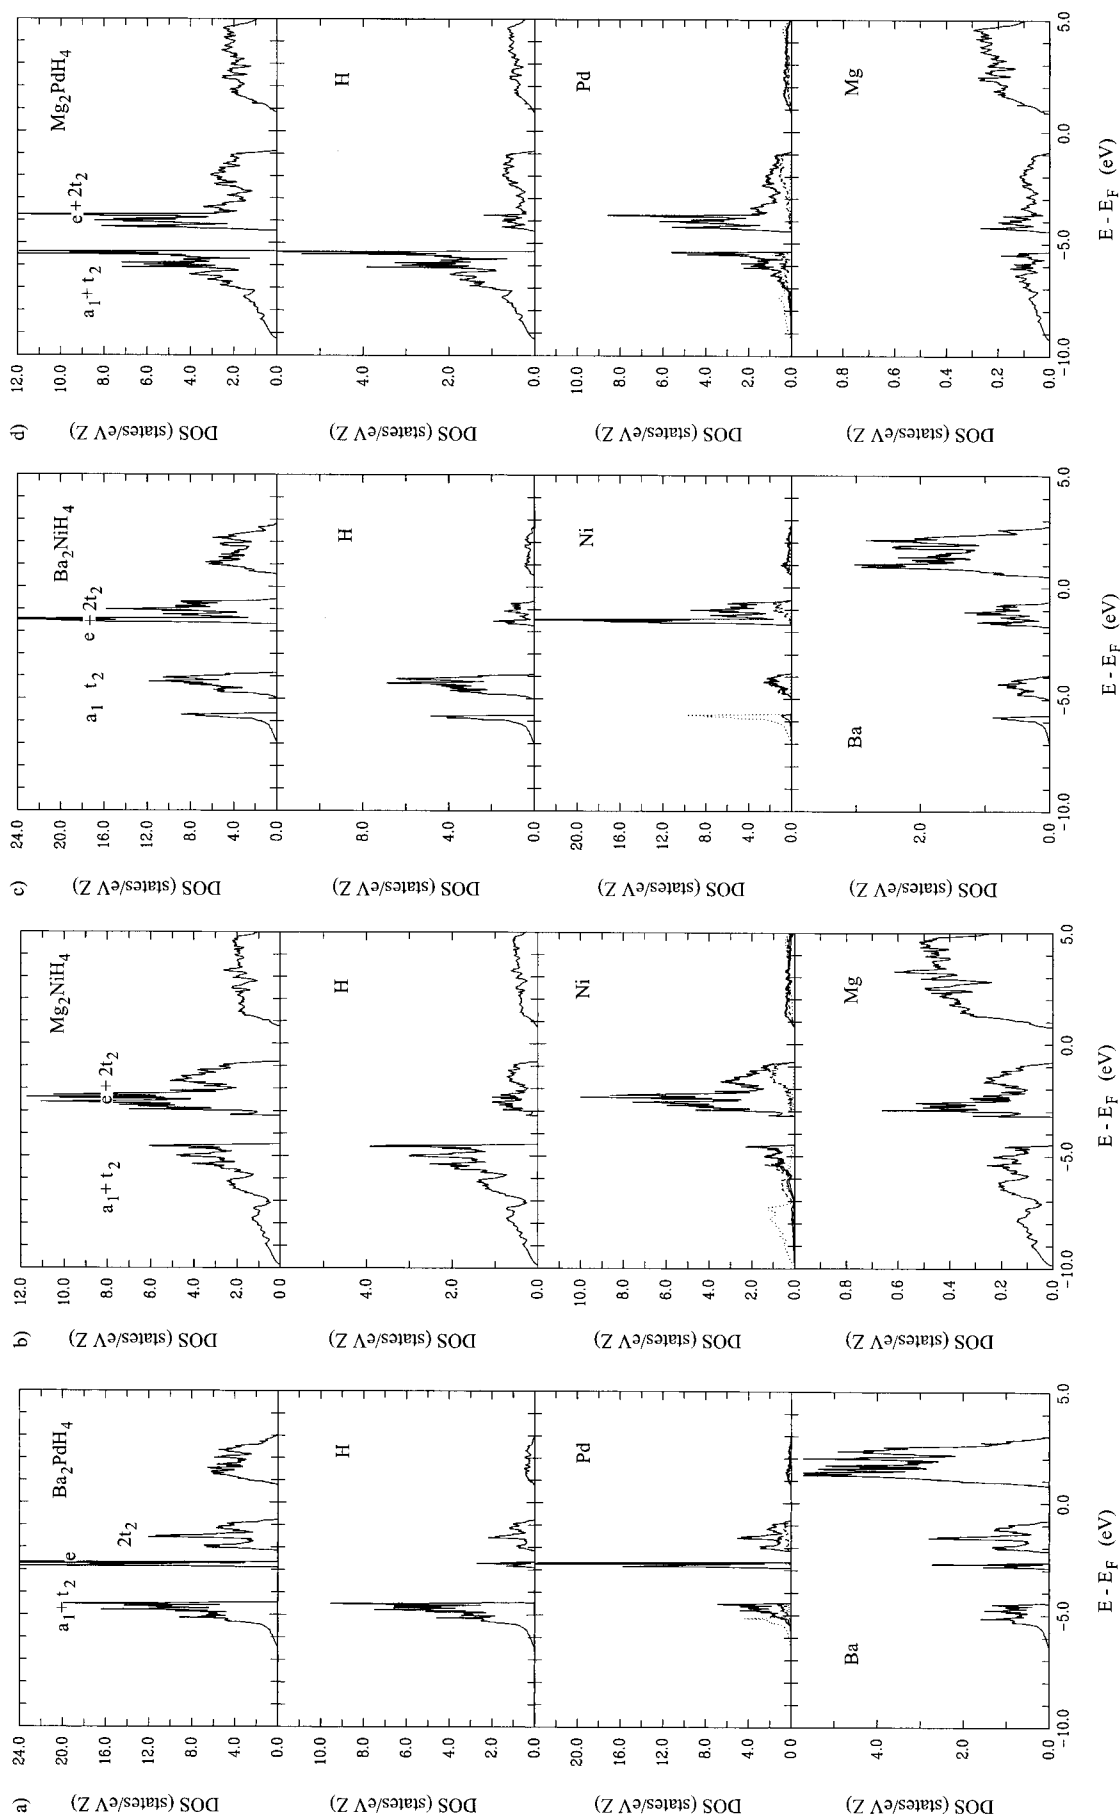 a)
Ba2PdH4
a1+ t2
e
2t2
24.0
20.0
16.0
12.0
8.0
4.0
0.0
DOS (states/eV Z)
H
10.0
8.0
6.0
4.0
2.0
0.0
DOS (states/eV Z)
Pd
20.0
16.0
12.0
8.0
4.0
0.0
DOS (states/eV Z)
Ba
4.0
2.0
0.0
DOS (states/eV Z)
-10.0
-5.0
0.0
5.0
E - EF (eV)
b)
Mg2NiH4
a1+ t2
e+2t2
12.0
10.0
8.0
6.0
4.0
2.0
0.0
DOS (states/eV Z)
H
4.0
2.0
0.0
DOS (states/eV Z)
Ni
10.0
8.0
6.0
4.0
2.0
0.0
DOS (states/eV Z)
Mg
0.8
0.6
0.4
0.2
0.0
DOS (states/eV Z)
-10.0
-5.0
0.0
5.0
E - EF (eV)
c)
Ba2NiH4
a1 t2
e+2t2
24.0
20.0
16.0
12.0
8.0
4.0
0.0
DOS (states/eV Z)
H
8.0
4.0
0.0
DOS (states/eV Z)
Ni
20.0
16.0
12.0
8.0
4.0
0.0
DOS (states/eV Z)
Ba
2.0
0.0
DOS (states/eV Z)
-10.0
-5.0
0.0
5.0
E - EF (eV)
d)
Mg2PdH4
a1+ t2
e+2t2
12.0
10.0
8.0
6.0
4.0
2.0
0.0
DOS (states/eV Z)
H
4.0
2.0
0.0
DOS (states/eV Z)
Pd
10.0
8.0
6.0
4.0
2.0
0.0
DOS (states/eV Z)
Mg
0.8
0.6
0.4
0.2
0.0
DOS (states/eV Z)
-10.0
-5.0
0.0
5.0
E - EF (eV)